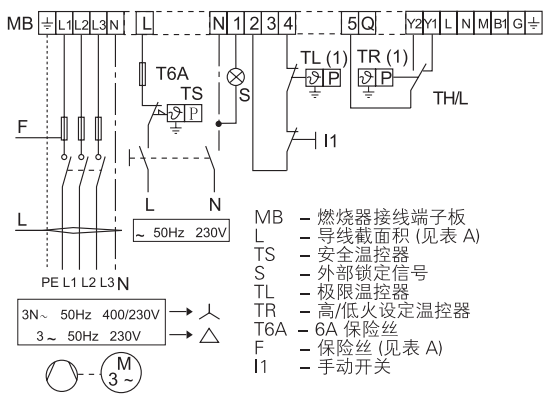 MB ⏚ L1 L2 L3 N L N 1 2 3 4 5 Q Y2 Y1 L N M B1 G ⏚
T6A
TS
ϑ P
S
TL (1)
ϑ P
TR (1)
ϑ P
TH/L
F
I1
L N
~ 50Hz 230V
L
PE L1 L2 L3 N
3N~ 50Hz 400/230V
3 ~ 50Hz 230V
M
3 ~
MB – 燃烧器接线端子板
L – 导线截面积 (见表 A)
TS – 安全温控器
S – 外部锁定信号
TL – 极限温控器
TR – 高/低火设定温控器
T6A – 6A 保险丝
F – 保险丝 (见表 A)
I1 – 手动开关